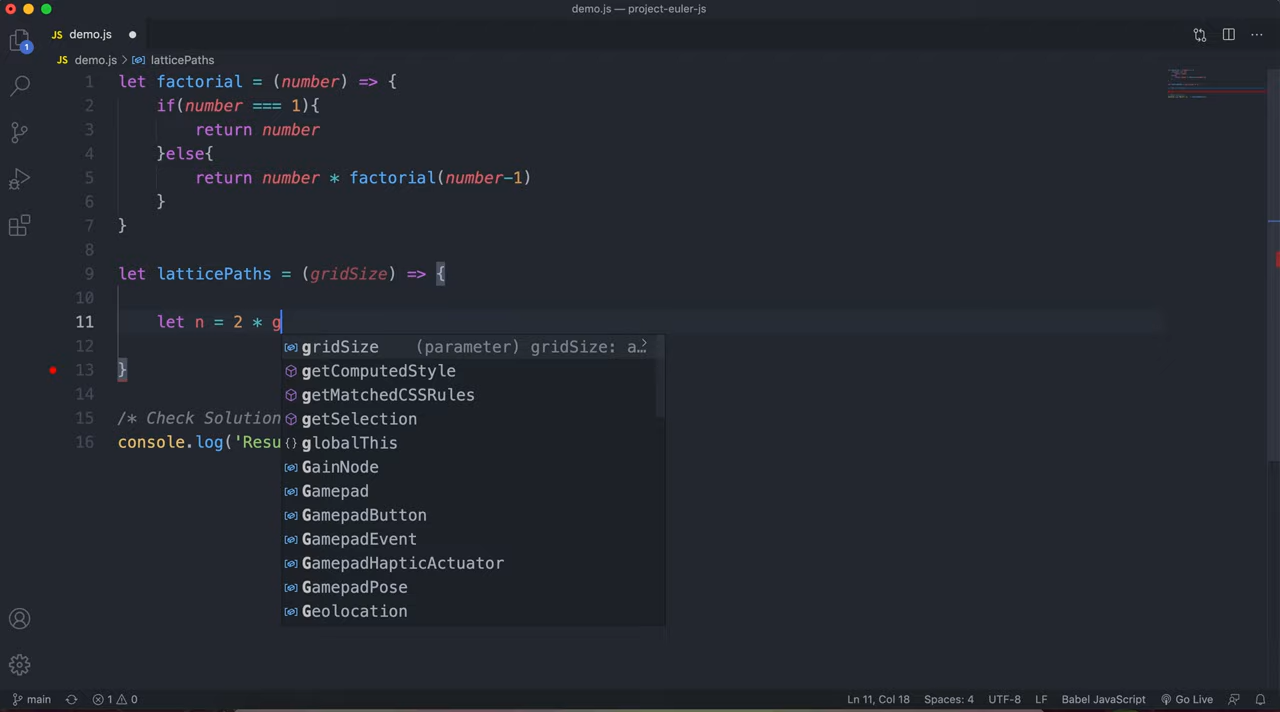 demo.js — project-euler-js
JS demo.js
JS demo.js > latticePaths
1 let factorial = (number) => {
2 if(number === 1){
3 return number
4 }else{
5 return number * factorial(number-1)
6 }
7 }
8
9 let latticePaths = (gridSize) => {
10
11 let n = 2 * g
12
13 }
14
15 /* Check Solution
16 console.log('Resu
gridSize (parameter) gridSize: a…
getComputedStyle
getMatchedCSSRules
getSelection
globalThis
GainNode
Gamepad
GamepadButton
GamepadEvent
GamepadHapticActuator
GamepadPose
Geolocation
1
main 1 0 Ln 11, Col 18 Spaces: 4 UTF-8 LF Babel JavaScript Go Live